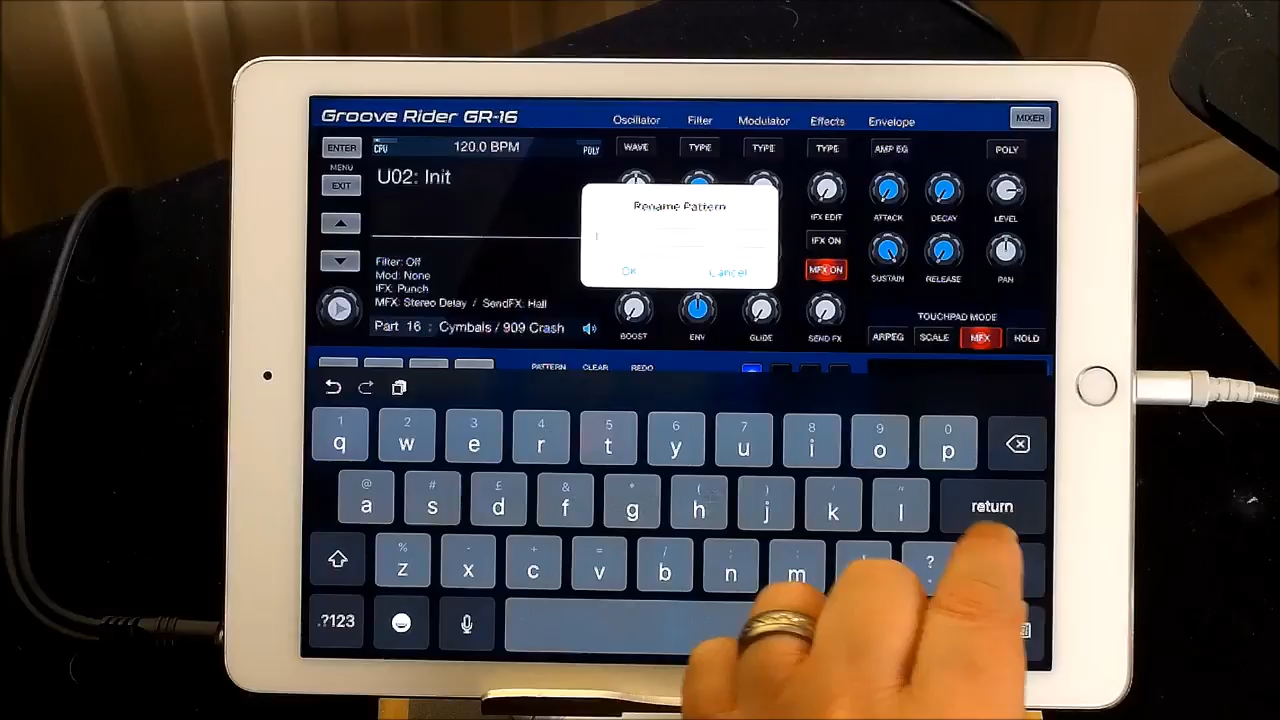 Groove Rider GR-16
Oscillator Filter Modulator Effects Envelope
MIXER
ENTER
CPU
120.0 BPM
POLY
WAVE
TYPE
TYPE
TYPE
AMP EG
POLY
MENU
EXIT
U02: Init
Rename Pattern
OK
Cancel
IFX EDIT
ATTACK
DECAY
LEVEL
IFX ON
MFX ON
SUSTAIN
RELEASE
PAN
Filter: Off
Mod: None
IFX: Punch
MFX: Stereo Delay / SendFX: Hall
Part 16 : Cymbals / 909 Crash
BOOST
ENV
GLIDE
SEND FX
TOUCHPAD MODE
ARPEG
SCALE
MFX
HOLD
PATTERN
CLEAR
REDO
1 2 3 4 5 6 7 8 9 0
q w e r t y u i o p
@ # £ & * ( ) ' "
a s d f g h j k l
return
% - + = / ; :
z x c v b n m
?
.
.?123